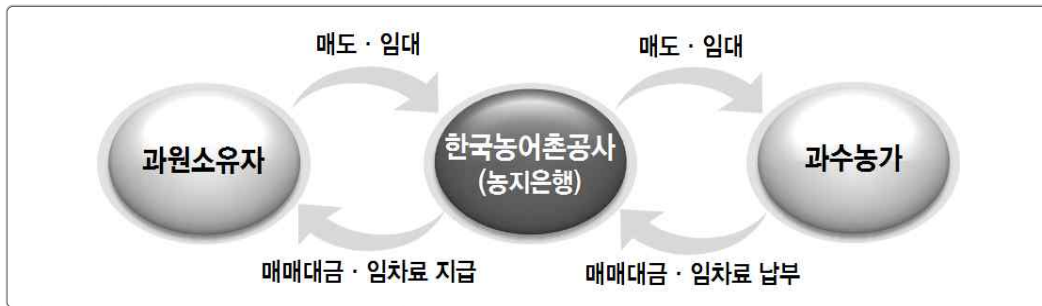 매도 · 임대
매도 · 임대
과원소유자
한국농어촌공사
(농지은행)
과수농가
매매대금 · 임차료 지급
매매대금 · 임차료 납부